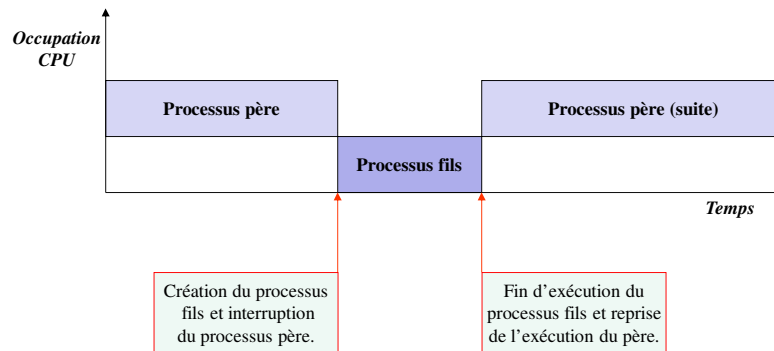 Occupation
CPU
Processus père
Processus père (suite)
Processus fils
Temps
Création du processus
fils et interruption
du processus père.
Fin d’exécution du
processus fils et reprise
de l’exécution du père.